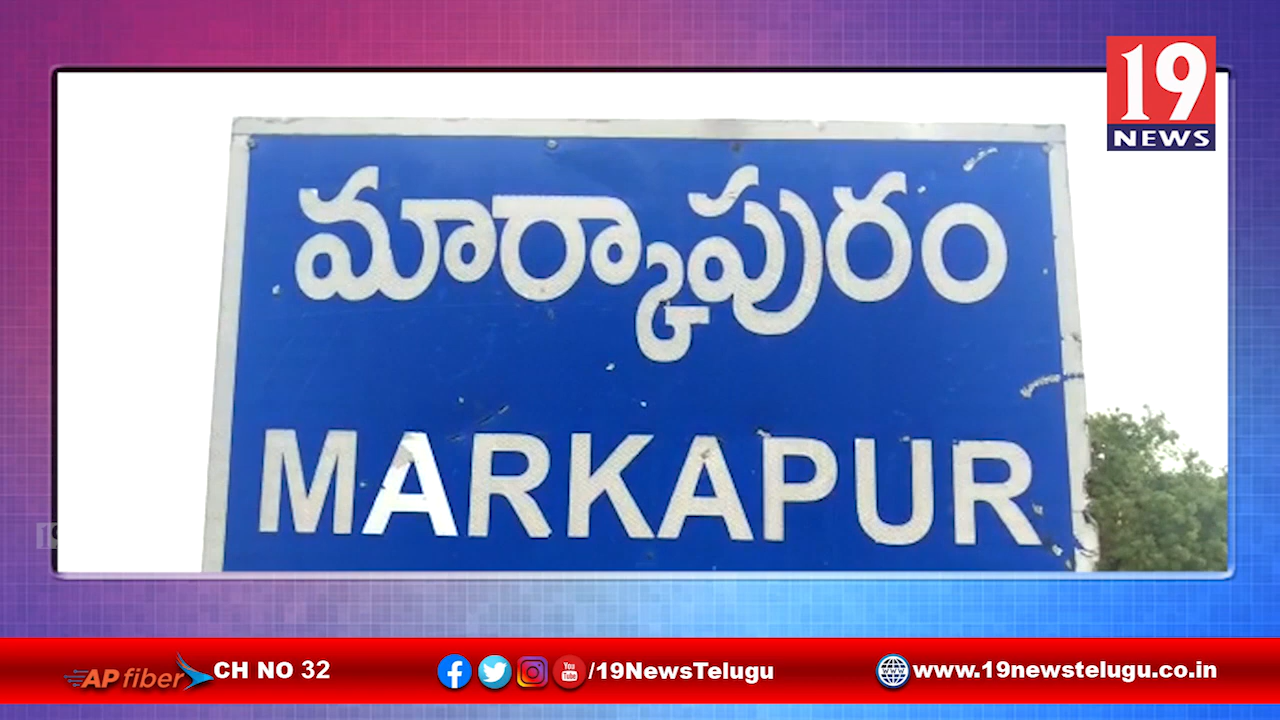 19
NEWS
మార్కాపురం
MARKAPUR
AP fiber CH NO 32
/19NewsTelugu
www.19newstelugu.co.in